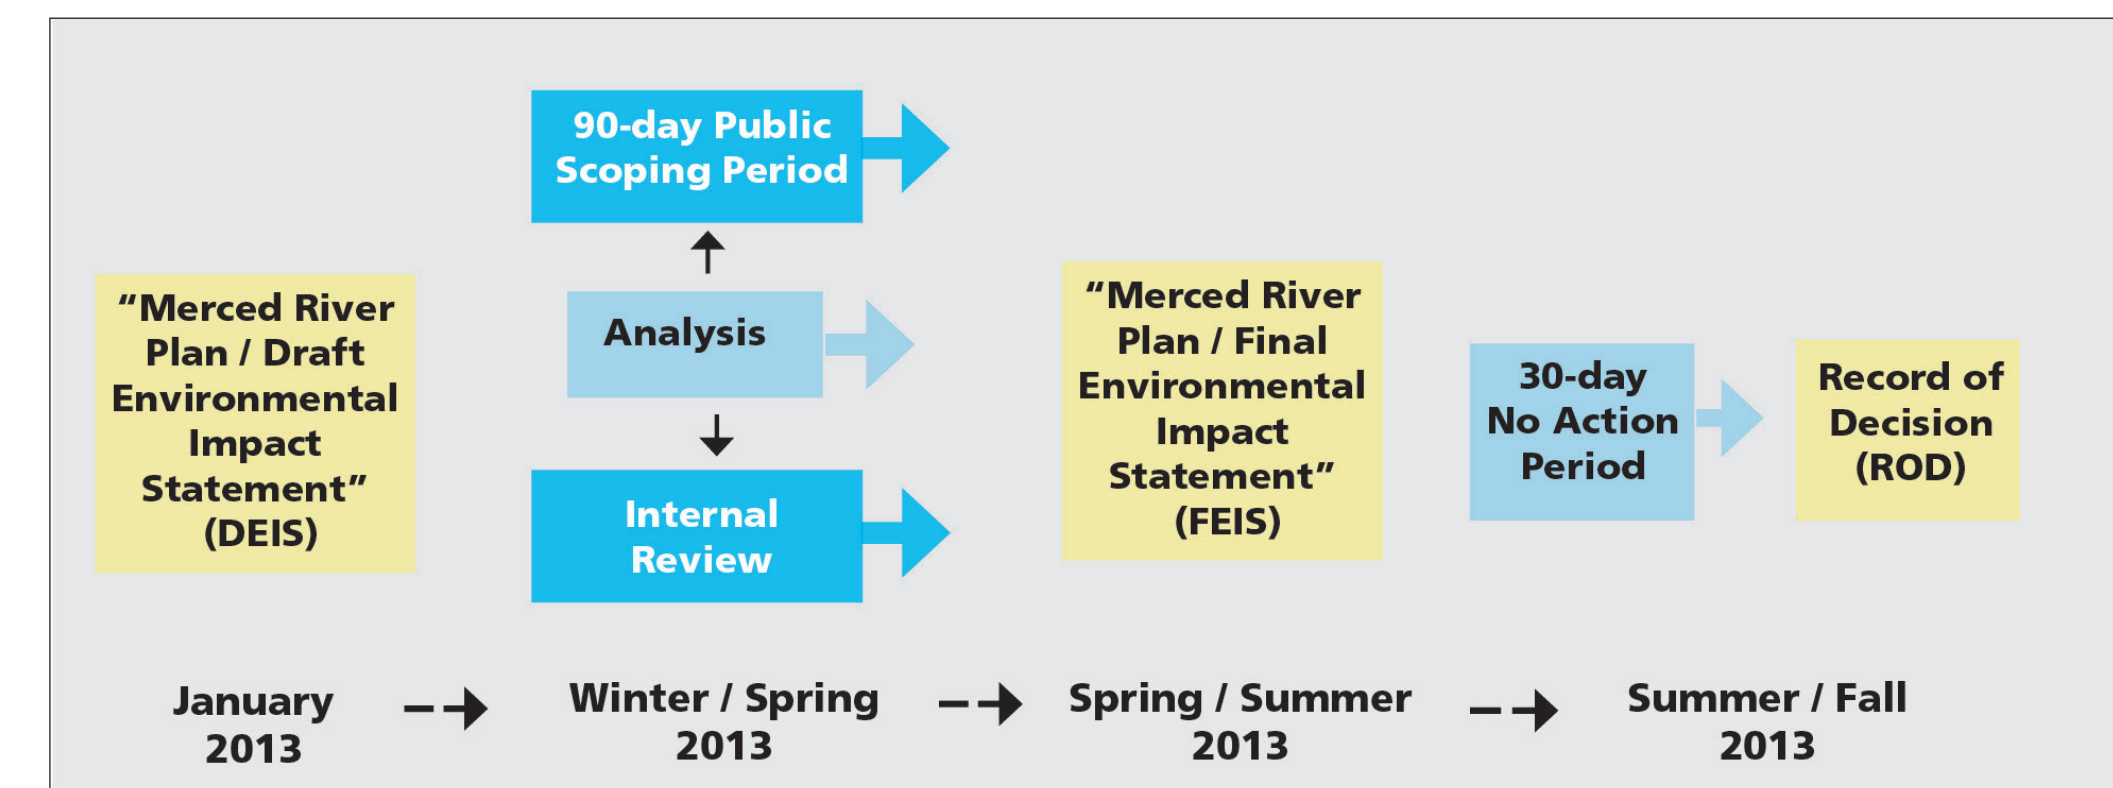 90-day Public
Scoping Period
"Merced River
Plan / Draft
Environmental
Impact
Statement"
(DEIS)
Analysis
Internal
Review
"Merced River
Plan / Final
Environmental
Impact
Statement"
(FEIS)
30-day
No Action
Period
Record of
Decision
(ROD)
January
2013
Winter / Spring
2013
Spring / Summer
2013
Summer / Fall
2013